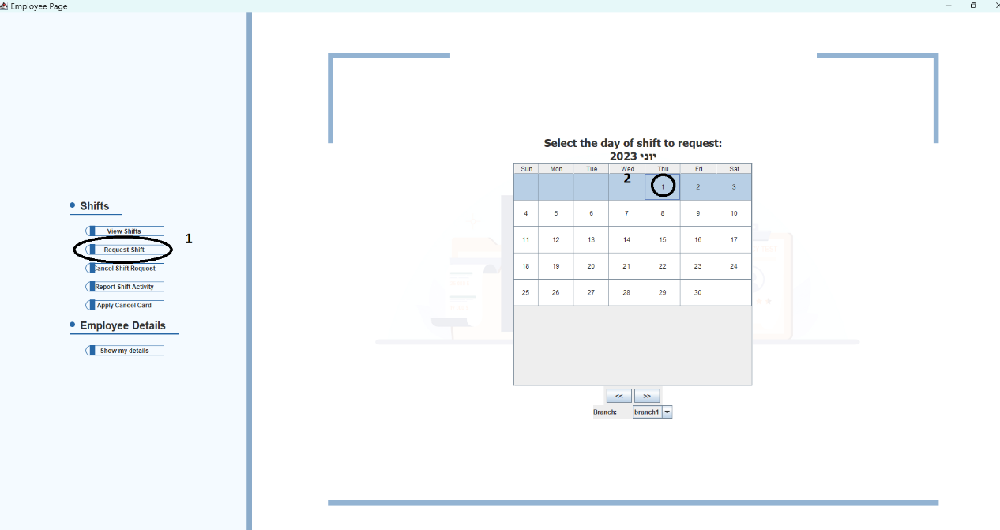 Employee Page
Shifts
View Shifts
Request Shift
1
Cancel Shift Request
Report Shift Activity
Apply Cancel Card
Employee Details
Show my details
Select the day of shift to request:
יוני 2023
Sun Mon Tue Wed Thu Fri Sat
2
1 2 3
4 5 6 7 8 9 10
11 12 13 14 15 16 17
18 19 20 21 22 23 24
25 26 27 28 29 30
<< >>
Branch: branch1